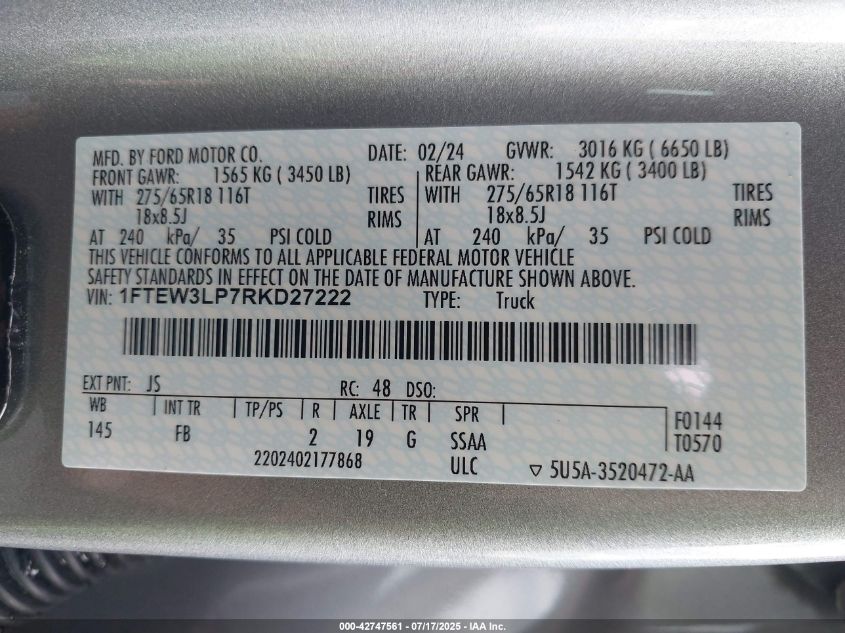 MFD. BY FORD MOTOR CO. DATE: 02/24 GVWR: 3016 KG ( 6650 LB)
FRONT GAWR: 1565 KG ( 3450 LB) REAR GAWR: 1542 KG ( 3400 LB)
WITH 275/65R18 116T TIRES WITH 275/65R18 116T TIRES
18x8.5J RIMS 18x8.5J RIMS
AT 240 kPa/ 35 PSI COLD AT 240 kPa/ 35 PSI COLD
THIS VEHICLE CONFORMS TO ALL APPLICABLE FEDERAL MOTOR VEHICLE
SAFETY STANDARDS IN EFFECT ON THE DATE OF MANUFACTURE SHOWN ABOVE.
VIN: 1FTEW3LP7RKD27222 TYPE: Truck
EXT PNT: JS RC: 48 DSO:
WB INT TR TP/PS R AXLE TR SPR F0144
145 FB 2 19 G SSAA T0570
2202402177868 ULC ▽ 5U5A-3520472-AA
000-42747561 | 07/17/2025 - IAA Inc.